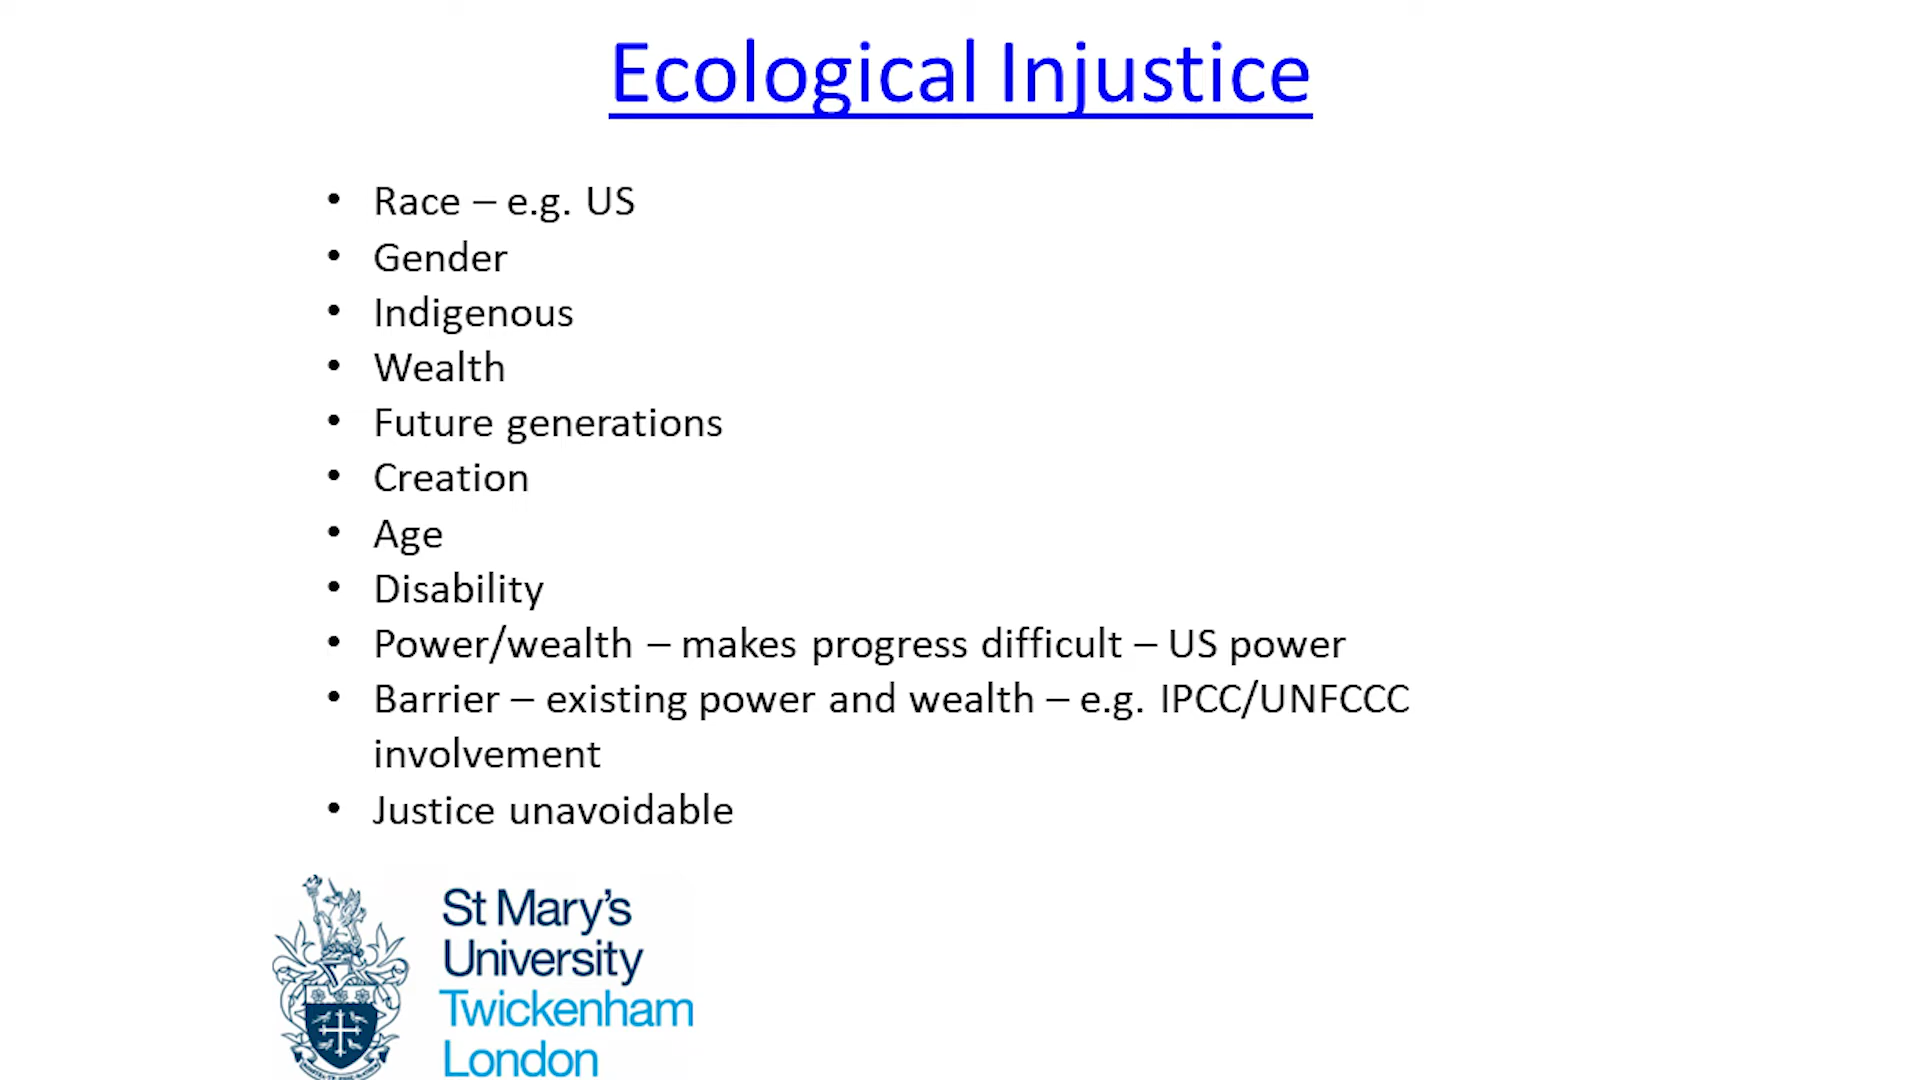 Ecological Injustice
• Race – e.g. US
• Gender
• Indigenous
• Wealth
• Future generations
• Creation
• Age
• Disability
• Power/wealth – makes progress difficult – US power
• Barrier – existing power and wealth – e.g. IPCC/UNFCCC
involvement
• Justice unavoidable
St Mary's
University
Twickenham
London